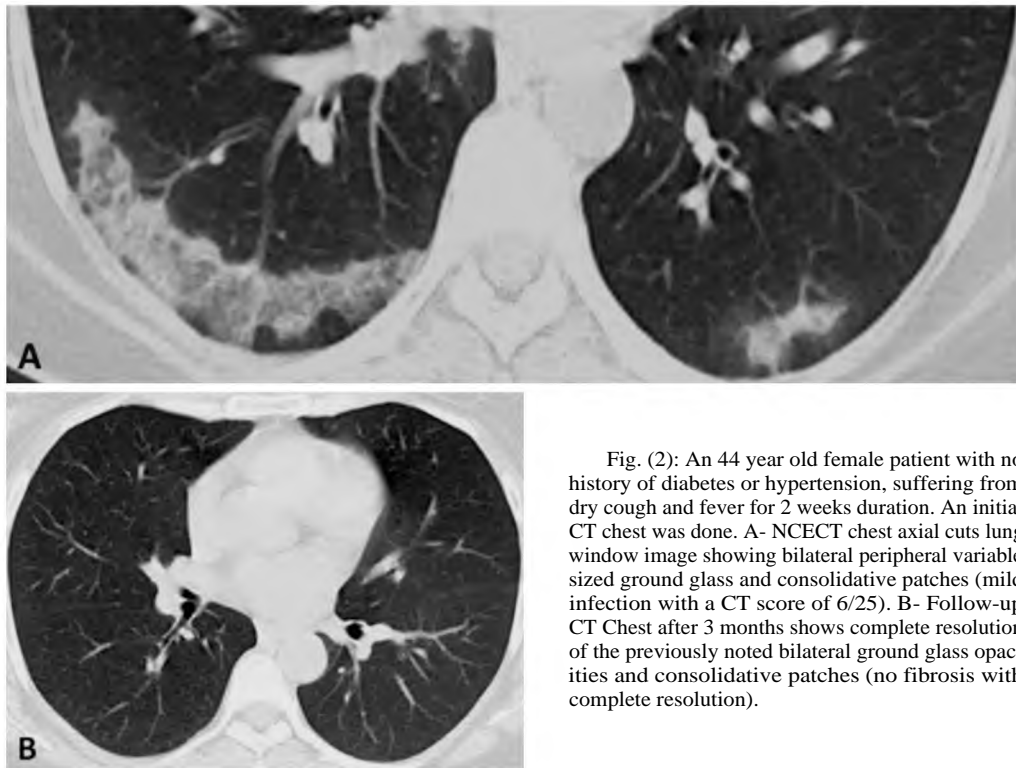 A
B
Fig. (2): An 44 year old female patient with no
history of diabetes or hypertension, suffering from
dry cough and fever for 2 weeks duration. An initia
CT chest was done. A- NCECT chest axial cuts lung
window image showing bilateral peripheral variable
sized ground glass and consolidative patches (mild
infection with a CT score of 6/25). B- Follow-up
CT Chest after 3 months shows complete resolution
of the previously noted bilateral ground glass opac
ities and consolidative patches (no fibrosis with
complete resolution).